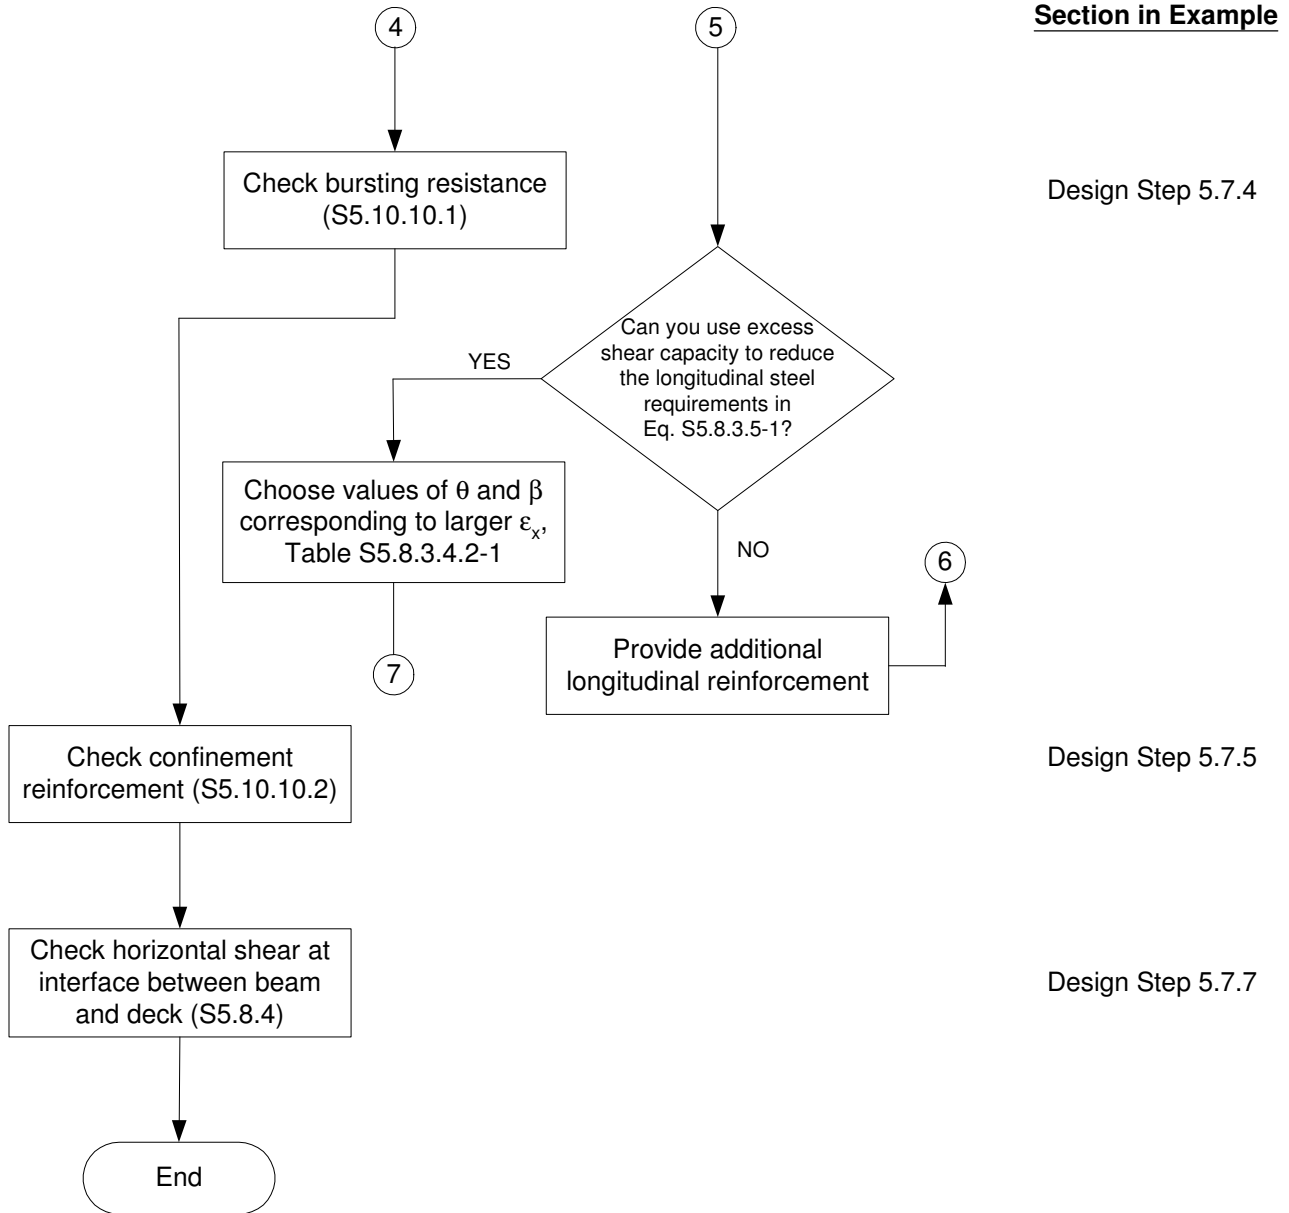 Section in Example
4
5
Check bursting resistance
(S5.10.10.1)
Design Step 5.7.4
Can you use excess
shear capacity to reduce
the longitudinal steel
requirements in
Eq. S5.8.3.5-1?
YES
Choose values of θ and β
corresponding to larger εx,
Table S5.8.3.4.2-1
NO
6
7
Provide additional
longitudinal reinforcement
Check confinement
reinforcement (S5.10.10.2)
Design Step 5.7.5
Check horizontal shear at
interface between beam
and deck (S5.8.4)
Design Step 5.7.7
End